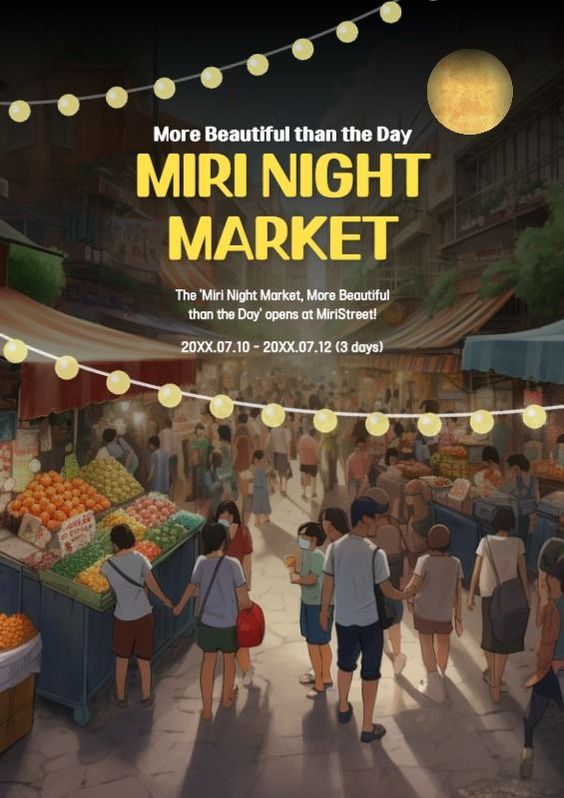 More Beautiful than the Day
MIRI NIGHT
MARKET
The 'Miri Night Market, More Beautiful
than the Day' opens at MiriStreet!
20XX.07.10 - 20XX.07.12 (3 days)